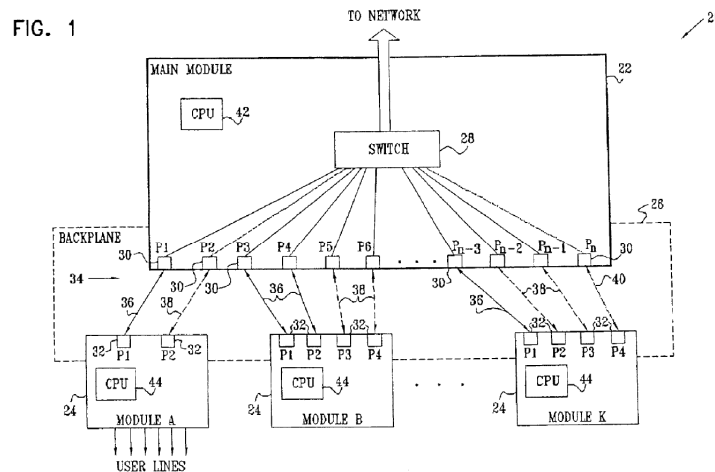 TO NETWORK
FIG. 1
2
MAIN MODULE
22
CPU
42
SWITCH
28
26
BACKPLANE
P1 P2 P3 P4 P5 P6 . . . . Pn-3 Pn-2 Pn-1 Pn
30 30 30 30 30
34
36 38 36 38 36 38 40
32 32 32 32 32 32
P1 P2 P1 P2 P3 P4 P1 P2 P3 P4
CPU 44 CPU 44 CPU 44
24 24 . . . . 24
MODULE A MODULE B MODULE K
USER LINES